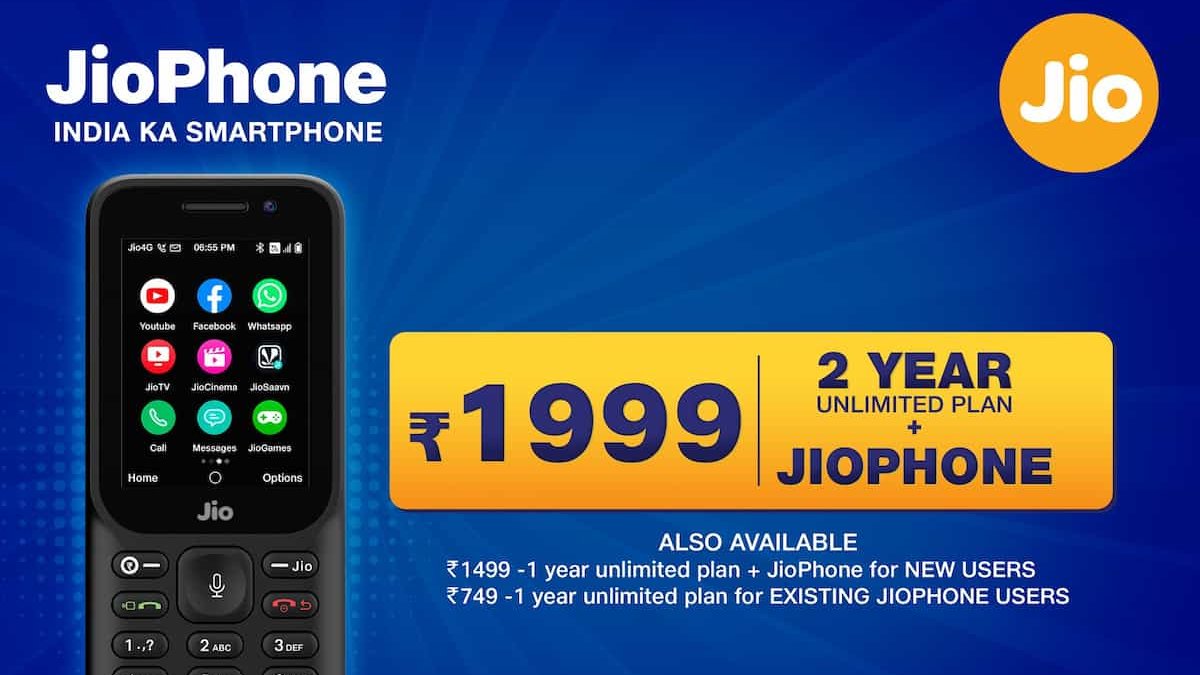 JioPhone
INDIA KA SMARTPHONE
Jio
Jio4G 06:55 PM
Youtube Facebook Whatsapp
JioTV JioCinema JioSaavn
Call Messages JioGames
Home Options
Jio
Jio
1 .,? 2 ABC 3 DEF
₹1999
2 YEAR
UNLIMITED PLAN
+
JIOPHONE
ALSO AVAILABLE
₹1499 -1 year unlimited plan + JioPhone for NEW USERS
₹749 -1 year unlimited plan for EXISTING JIOPHONE USERS